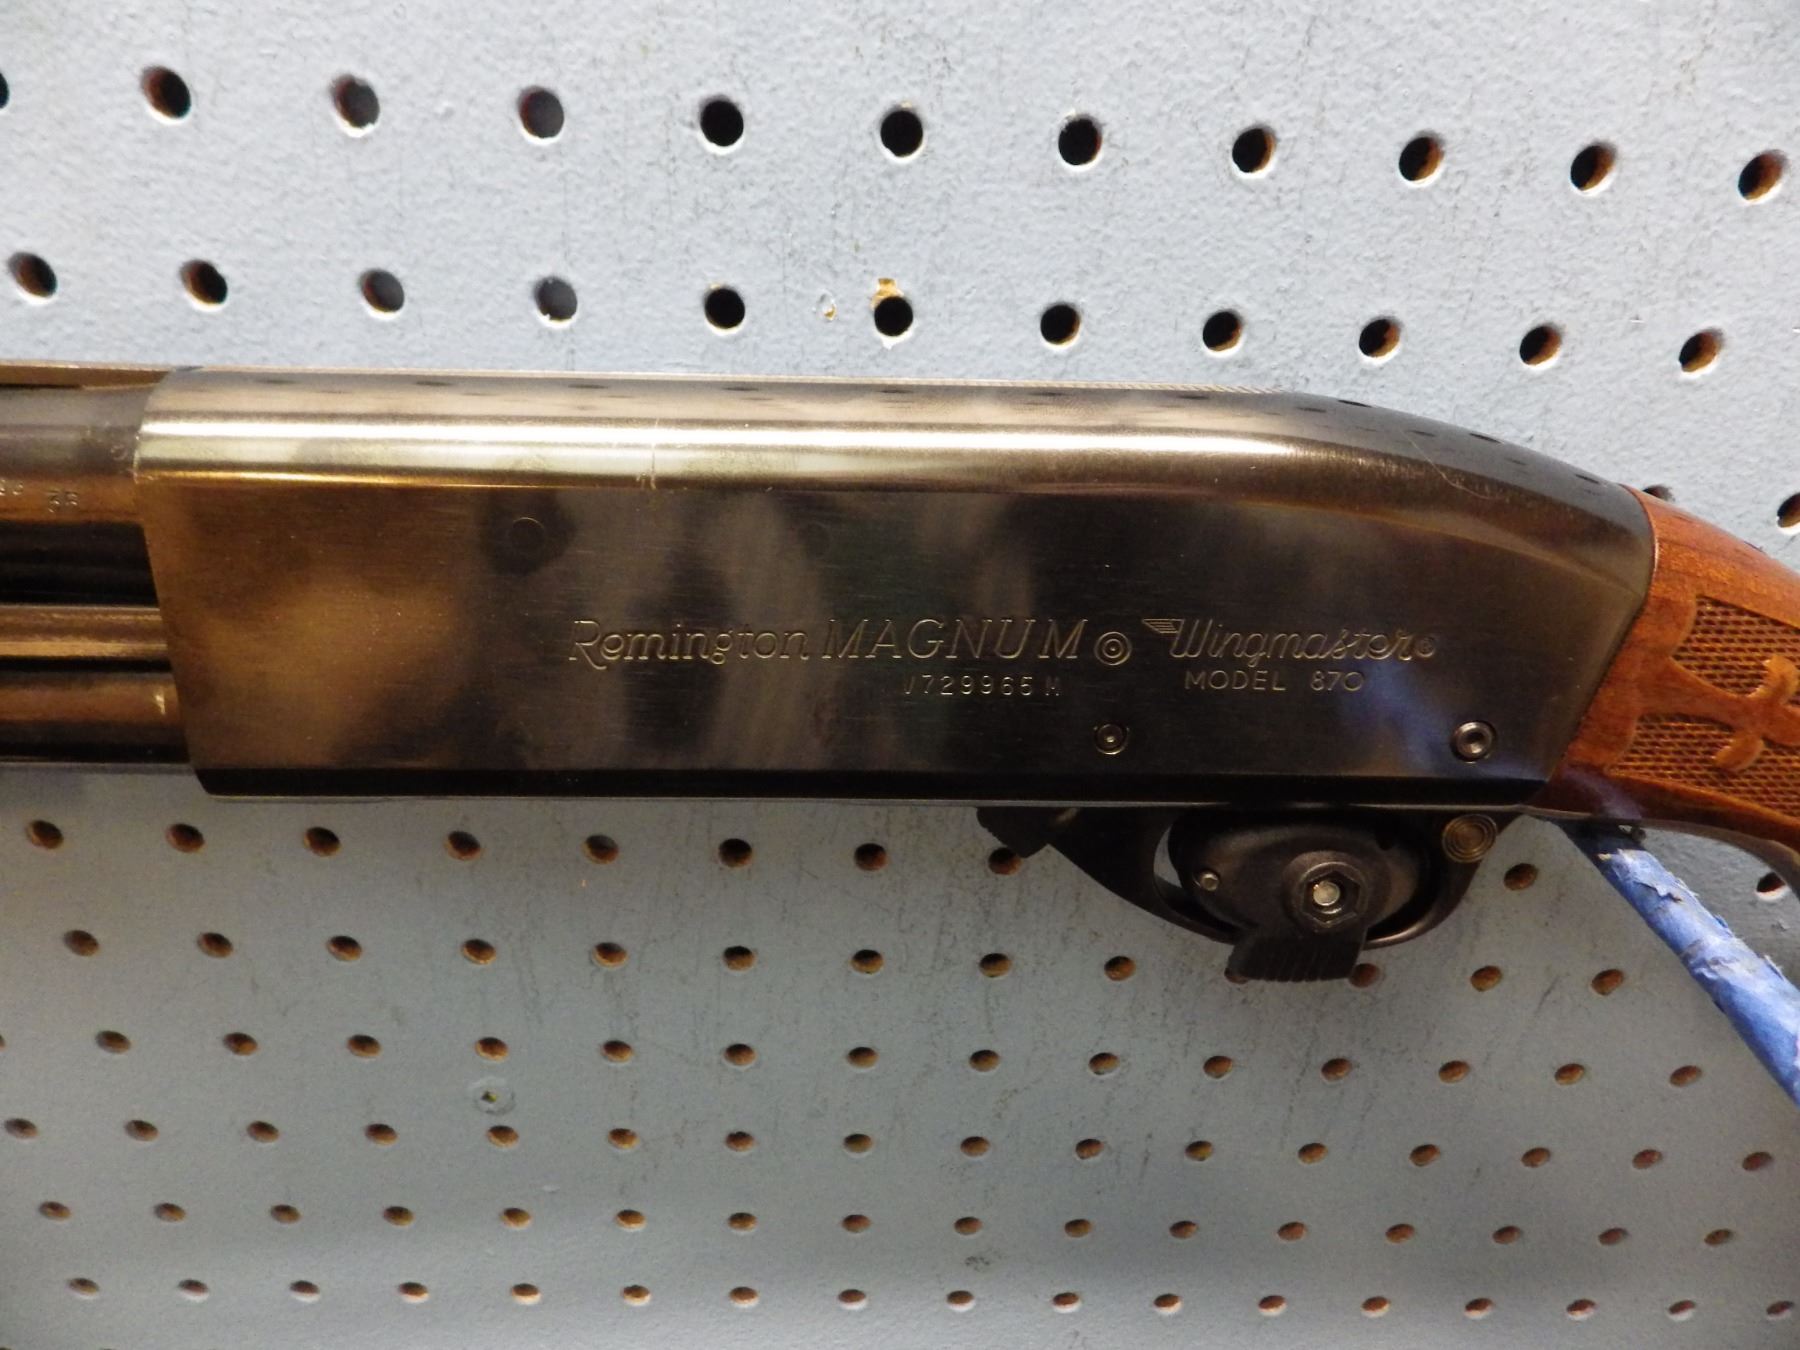 Remington MAGNUM Wingmaster®
V729965M
MODEL 870